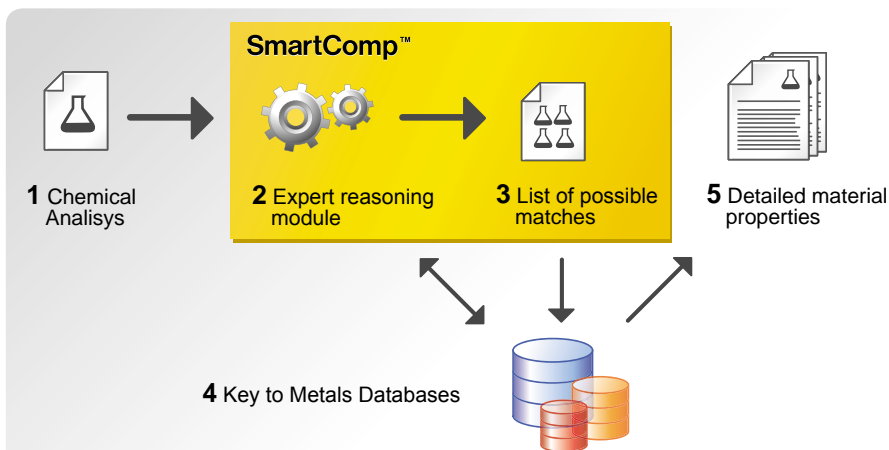 SmartComp™
1 Chemical
Analisys
2 Expert reasoning
module
3 List of possible
matches
5 Detailed material
properties
4 Key to Metals Databases